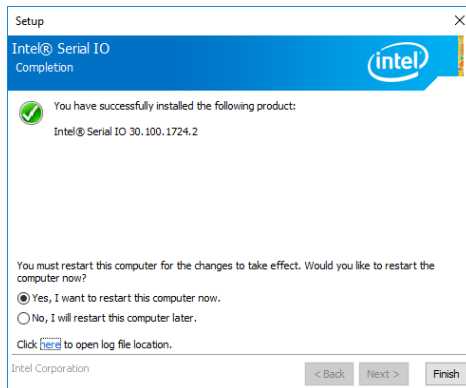 Setup
Intel® Serial IO
Completion
intel
You have successfully installed the following product:
Intel® Serial IO 30.100.1724.2
You must restart this computer for the changes to take effect. Would you like to restart the
computer now?
Yes, I want to restart this computer now.
No, I will restart this computer later.
Click here to open log file location.
Intel Corporation
< Back
Next >
Finish